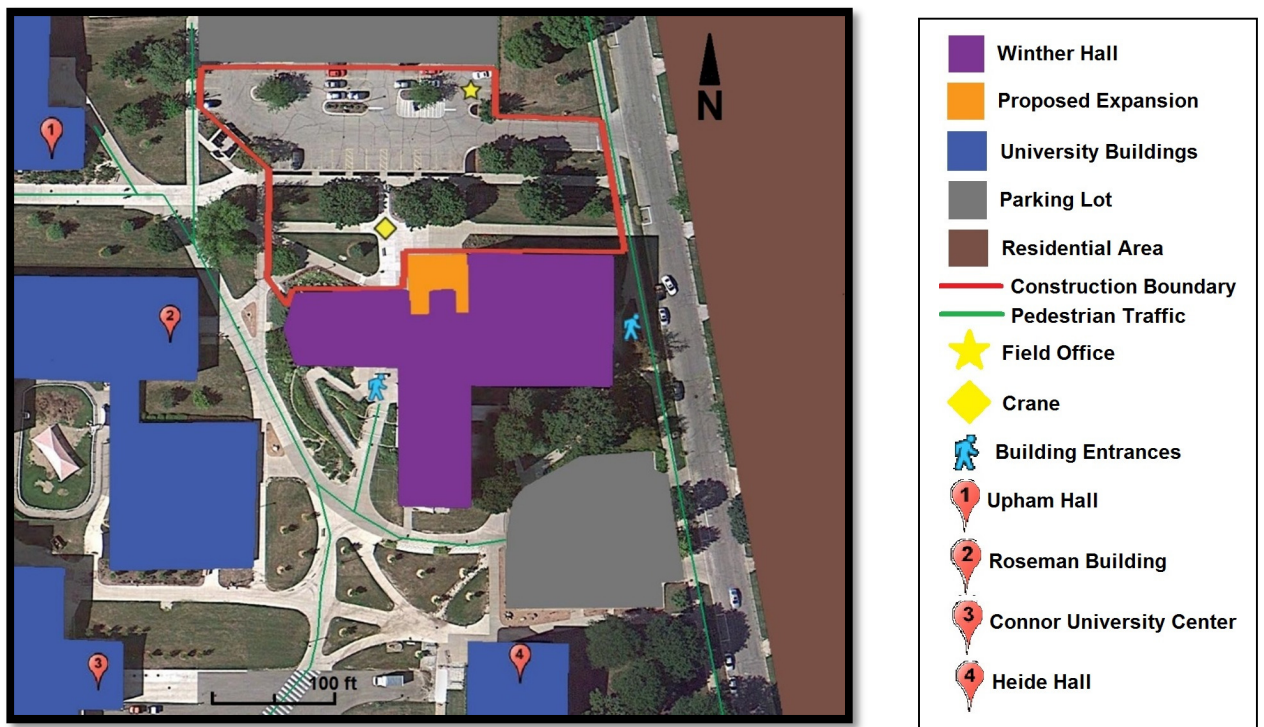 1
N
2
3
4
100 ft
Winther Hall
Proposed Expansion
University Buildings
Parking Lot
Residential Area
Construction Boundary
Pedestrian Traffic
Field Office
Crane
Building Entrances
1 Upham Hall
2 Roseman Building
3 Connor University Center
4 Heide Hall